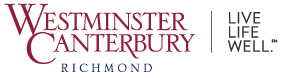 WESTMINSTER
CANTERBURY
RICHMOND
LIVE
LIFE
WELL.℠